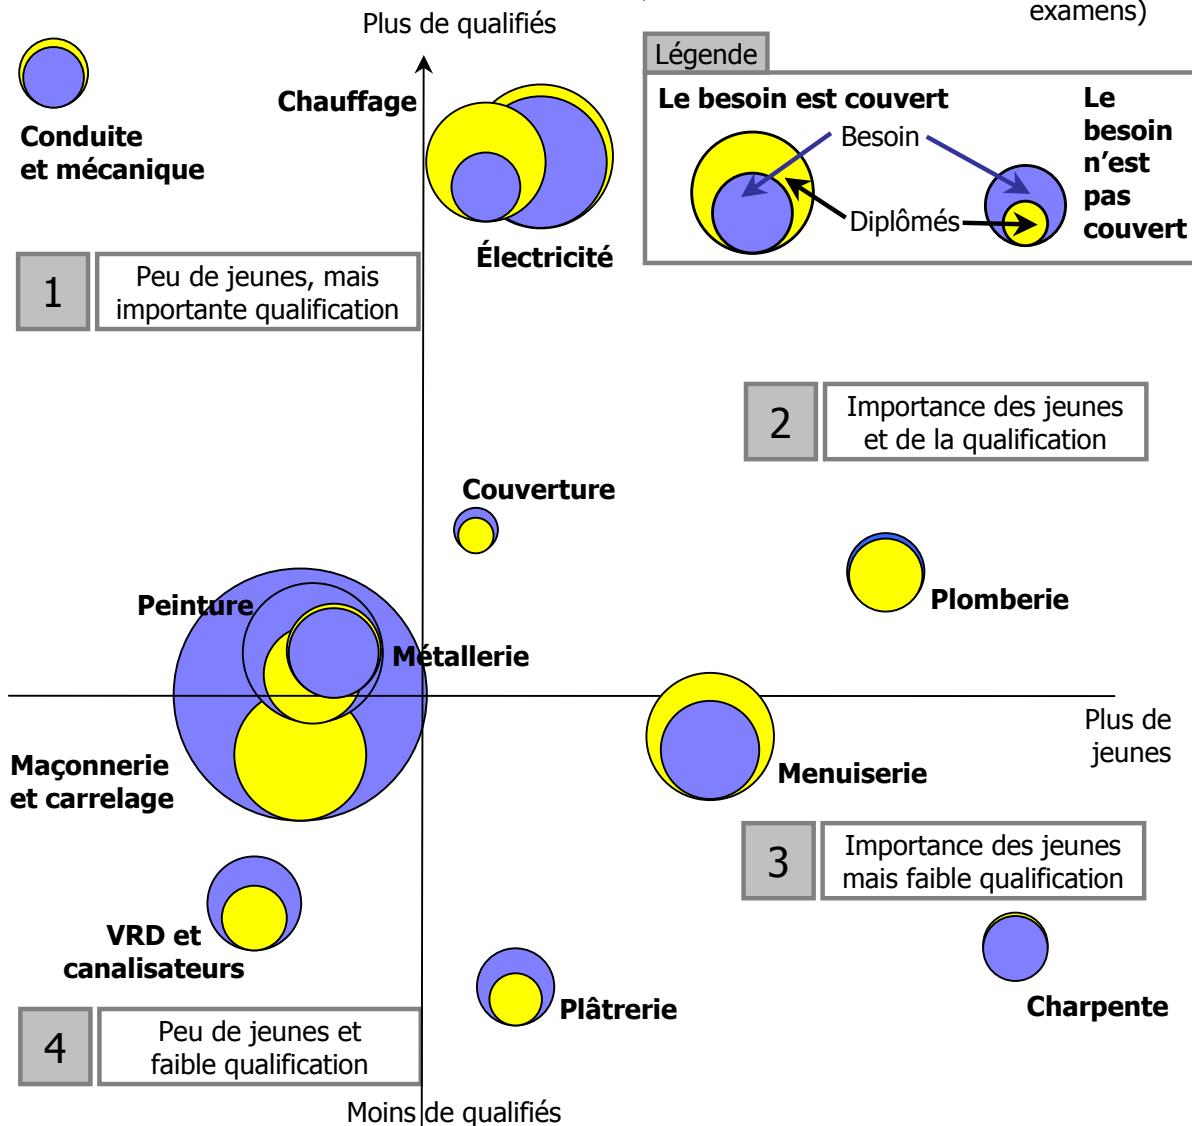 examens)
Plus de qualifiés
Légende
Le besoin est couvert
Besoin
Diplômés
Le
besoin
n’est
pas
couvert
Chauffage
Conduite
et mécanique
Électricité
1
Peu de jeunes, mais
importante qualification
2
Importance des jeunes
et de la qualification
Couverture
Peinture
Plomberie
Métallerie
Plus de
jeunes
Maçonnerie
et carrelage
Menuiserie
3
Importance des jeunes
mais faible qualification
VRD et
canalisateurs
Plâtrerie
Charpente
4
Peu de jeunes et
faible qualification
Moins de qualifiés